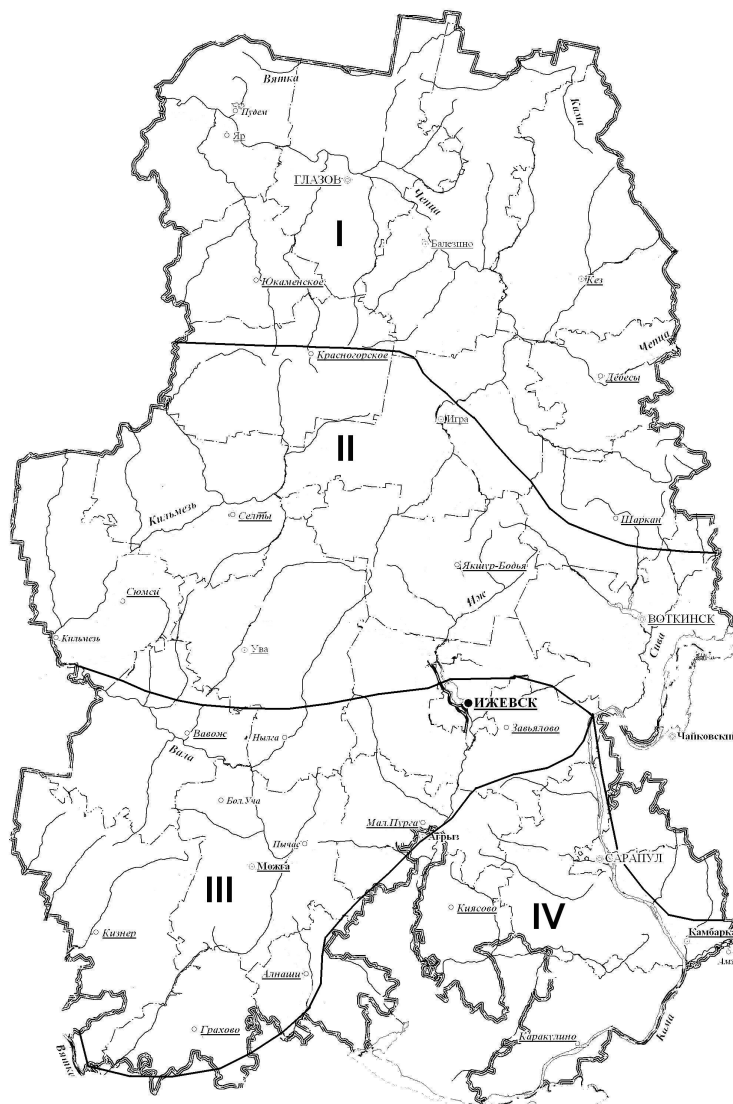 Вятка
Кама
Пудем
Яр
ГЛАЗОВ
Чепца
I
Балезино
Юкаменское
Кез
Чепца
Красногорское
Дебесы
Игра
II
Кильмезь
Селты
Шаркан
Якшур-Бодья
Сюмси
Иж
ВОТКИНСК
Кильмезь
Сива
Ува
ИЖЕВСК
Вавож
Нылга
Завьялово
Чайковский
Вала
Бол.Уча
Мал.Пурга
Агрыз
Пычас
САРАПУЛ
Можга
III
Киясово
IV
Кизнер
Камбарка
Алнаши
Грахово
Каракулино
Кама
Вятка